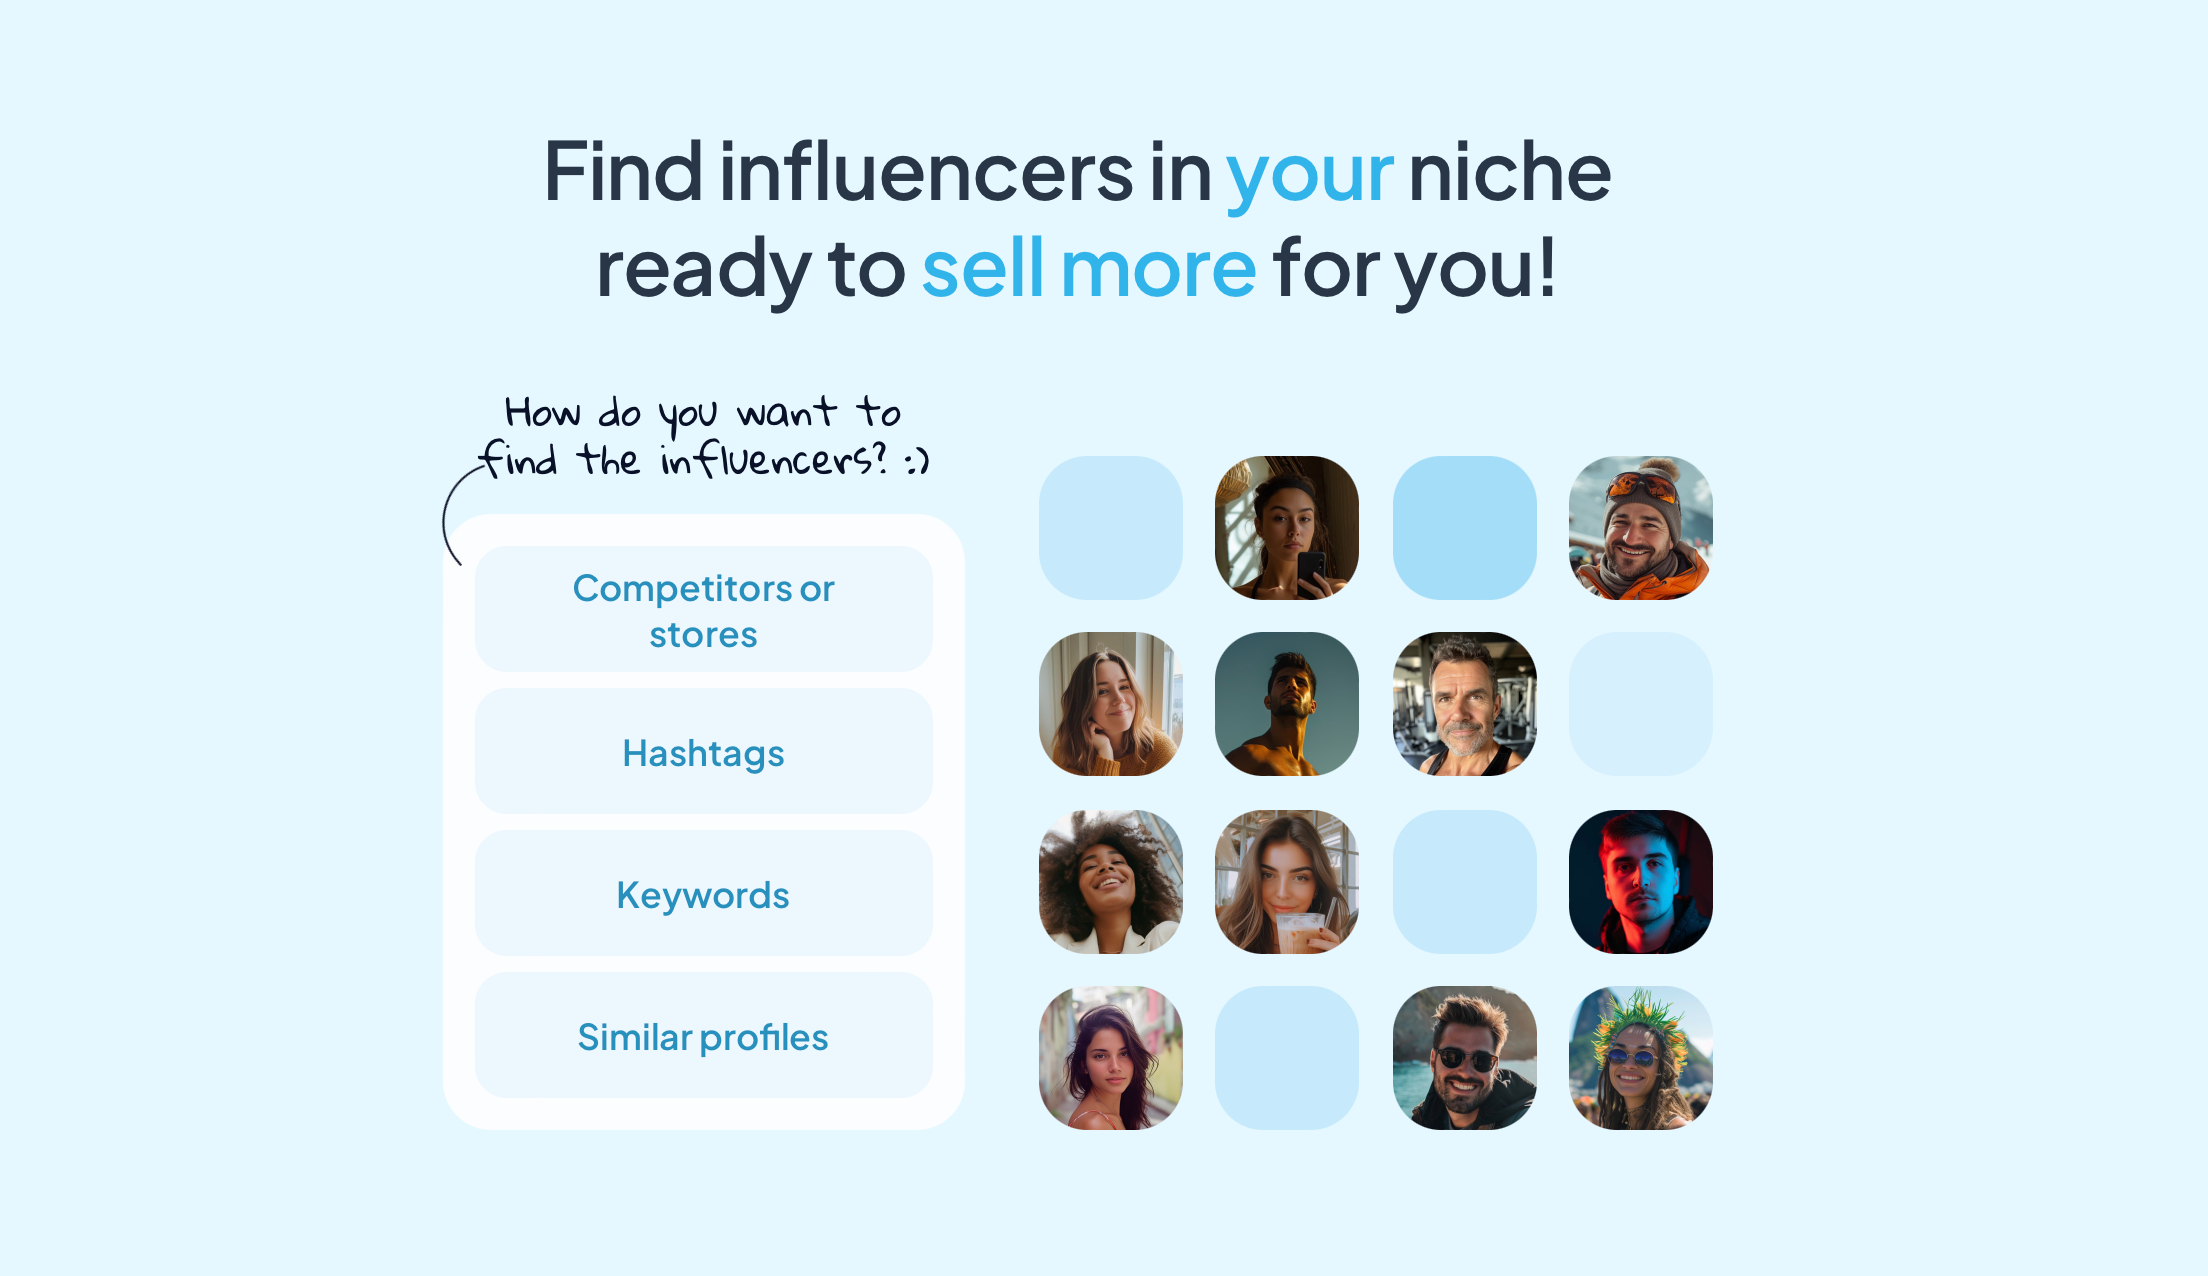 Find influencers in your niche
ready to sell more for you!
How do you want to
find the influencers? :)
Competitors or
stores
Hashtags
Keywords
Similar profiles